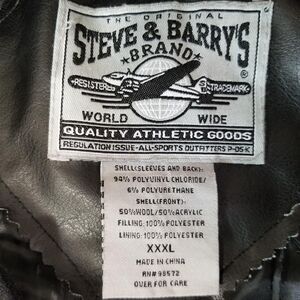 THE ORIGINAL
STEVE & BARRY'S
BRAND
REGISTERED TRADEMARK
WORLD WIDE
QUALITY ATHLETIC GOODS
REGULATION ISSUE-ALL-SPORTS OUTFITTERS P-05-K
SHELL(SLEEVES AND BACK):
94% POLYVINYL CHLORIDE/
6% POLYURETHANE
SHELL(FRONT):
50%WOOL/50%ACRYLIC
FILLING: 100% POLYESTER
LINING: 100% POLYESTER
XXXL
MADE IN CHINA
RN# 98572
OVER FOR CARE